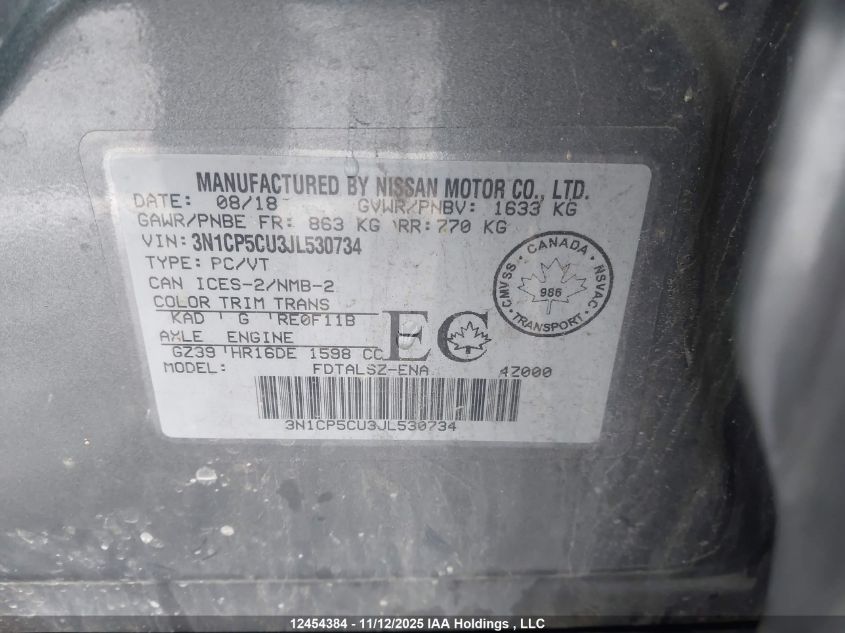 MANUFACTURED BY NISSAN MOTOR CO., LTD.
DATE: 08/18 GVWR/PNBV: 1633 KG
GAWR/PNBE FR: 863 KG RR: 770 KG
VIN: 3N1CP5CU3JL530734
TYPE: PC/VT
CAN ICES-2/NMB-2
COLOR TRIM TRANS
KAD G RE0F11B
AXLE ENGINE
GZ39 HR16DE 1598 CC
MODEL: FDTALSZ-ENA 4Z000
EC
CANADA
CMVSS
NSVAC
986
TRANSPORT
3N1CP5CU3JL530734
12454384 - 11/12/2025 IAA Holdings , LLC